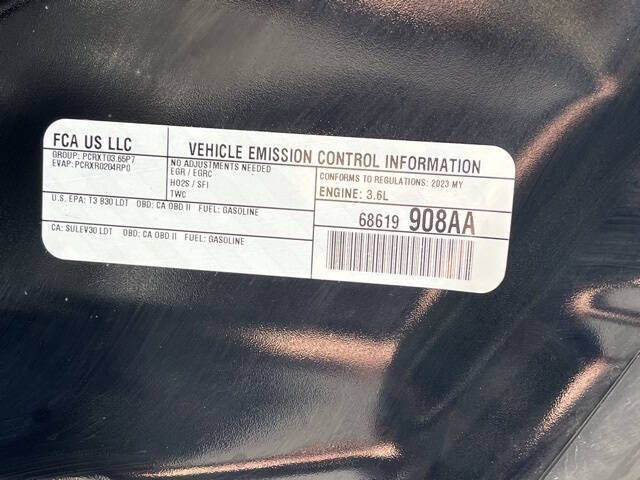 FCA US LLC
GROUP: PCRXT03.65P7
EVAP: PCRXR0204RP0
VEHICLE EMISSION CONTROL INFORMATION
NO ADJUSTMENTS NEEDED
EGR / EGRC
HO2S / SFI
TWC
CONFORMS TO REGULATIONS: 2023 MY
ENGINE: 3.6L
U.S. EPA: T3 B30 LDT OBD: CA OBD II FUEL: GASOLINE
CA: SULEV30 LDT OBD: CA OBD II FUEL: GASOLINE
68619 908AA